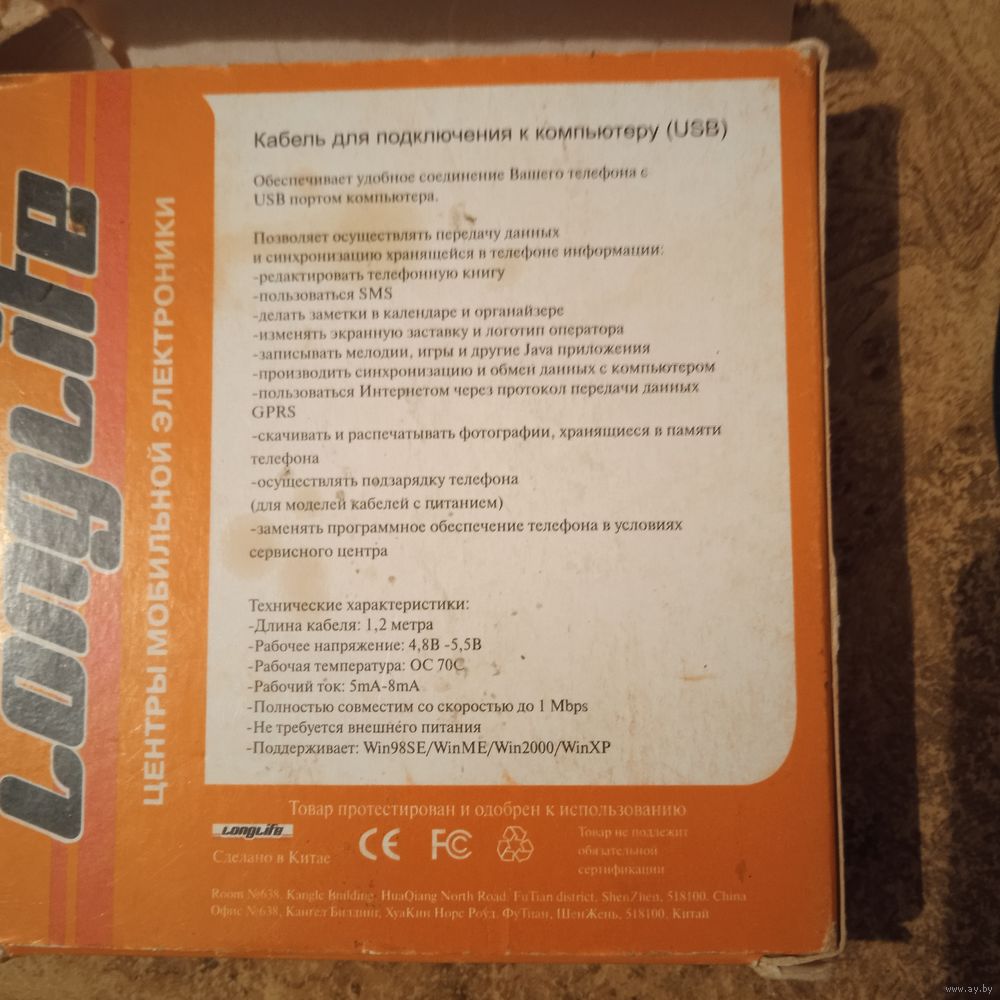 LongLife
ЦЕНТРЫ МОБИЛЬНОЙ ЭЛЕКТРОНИКИ
Кабель для подключения к компьютеру (USB)
Обеспечивает удобное соединение Вашего телефона с
USB портом компьютера.
Позволяет осуществлять передачу данных
и синхронизацию хранящейся в телефоне информации:
-редактировать телефонную книгу
-пользоваться SMS
-делать заметки в календаре и органайзере
-изменять экранную заставку и логотип оператора
-записывать мелодии, игры и другие Java приложения
-производить синхронизацию и обмен данных с компьютером
-пользоваться Интернетом через протокол передачи данных
GPRS
-скачивать и распечатывать фотографии, хранящиеся в памяти
телефона
-осуществлять подзарядку телефона
(для моделей кабелей с питанием)
-заменять программное обеспечение телефона в условиях
сервисного центра
Технические характеристики:
-Длина кабеля: 1,2 метра
-Рабочее напряжение: 4,8В -5,5В
-Рабочая температура: ОС 70С
-Рабочий ток: 5mA-8mA
-Полностью совместим со скоростью до 1 Mbps
-Не требуется внешнего питания
-Поддерживает: Win98SE/WinME/Win2000/WinXP
Товар протестирован и одобрен к использованию
LongLife
Сделано в Китае
CE FC
Товар не подлежит
обязательной
сертификации
Room №638, Kangle Building, HuaQiang North Road, FuTian district, ShenZhen, 518100, China
Офис №638, Кангел Билдинг, ХуаКин Норс Роуд, ФуТиан, ШенЖень, 518100, Китай
www.ay.by